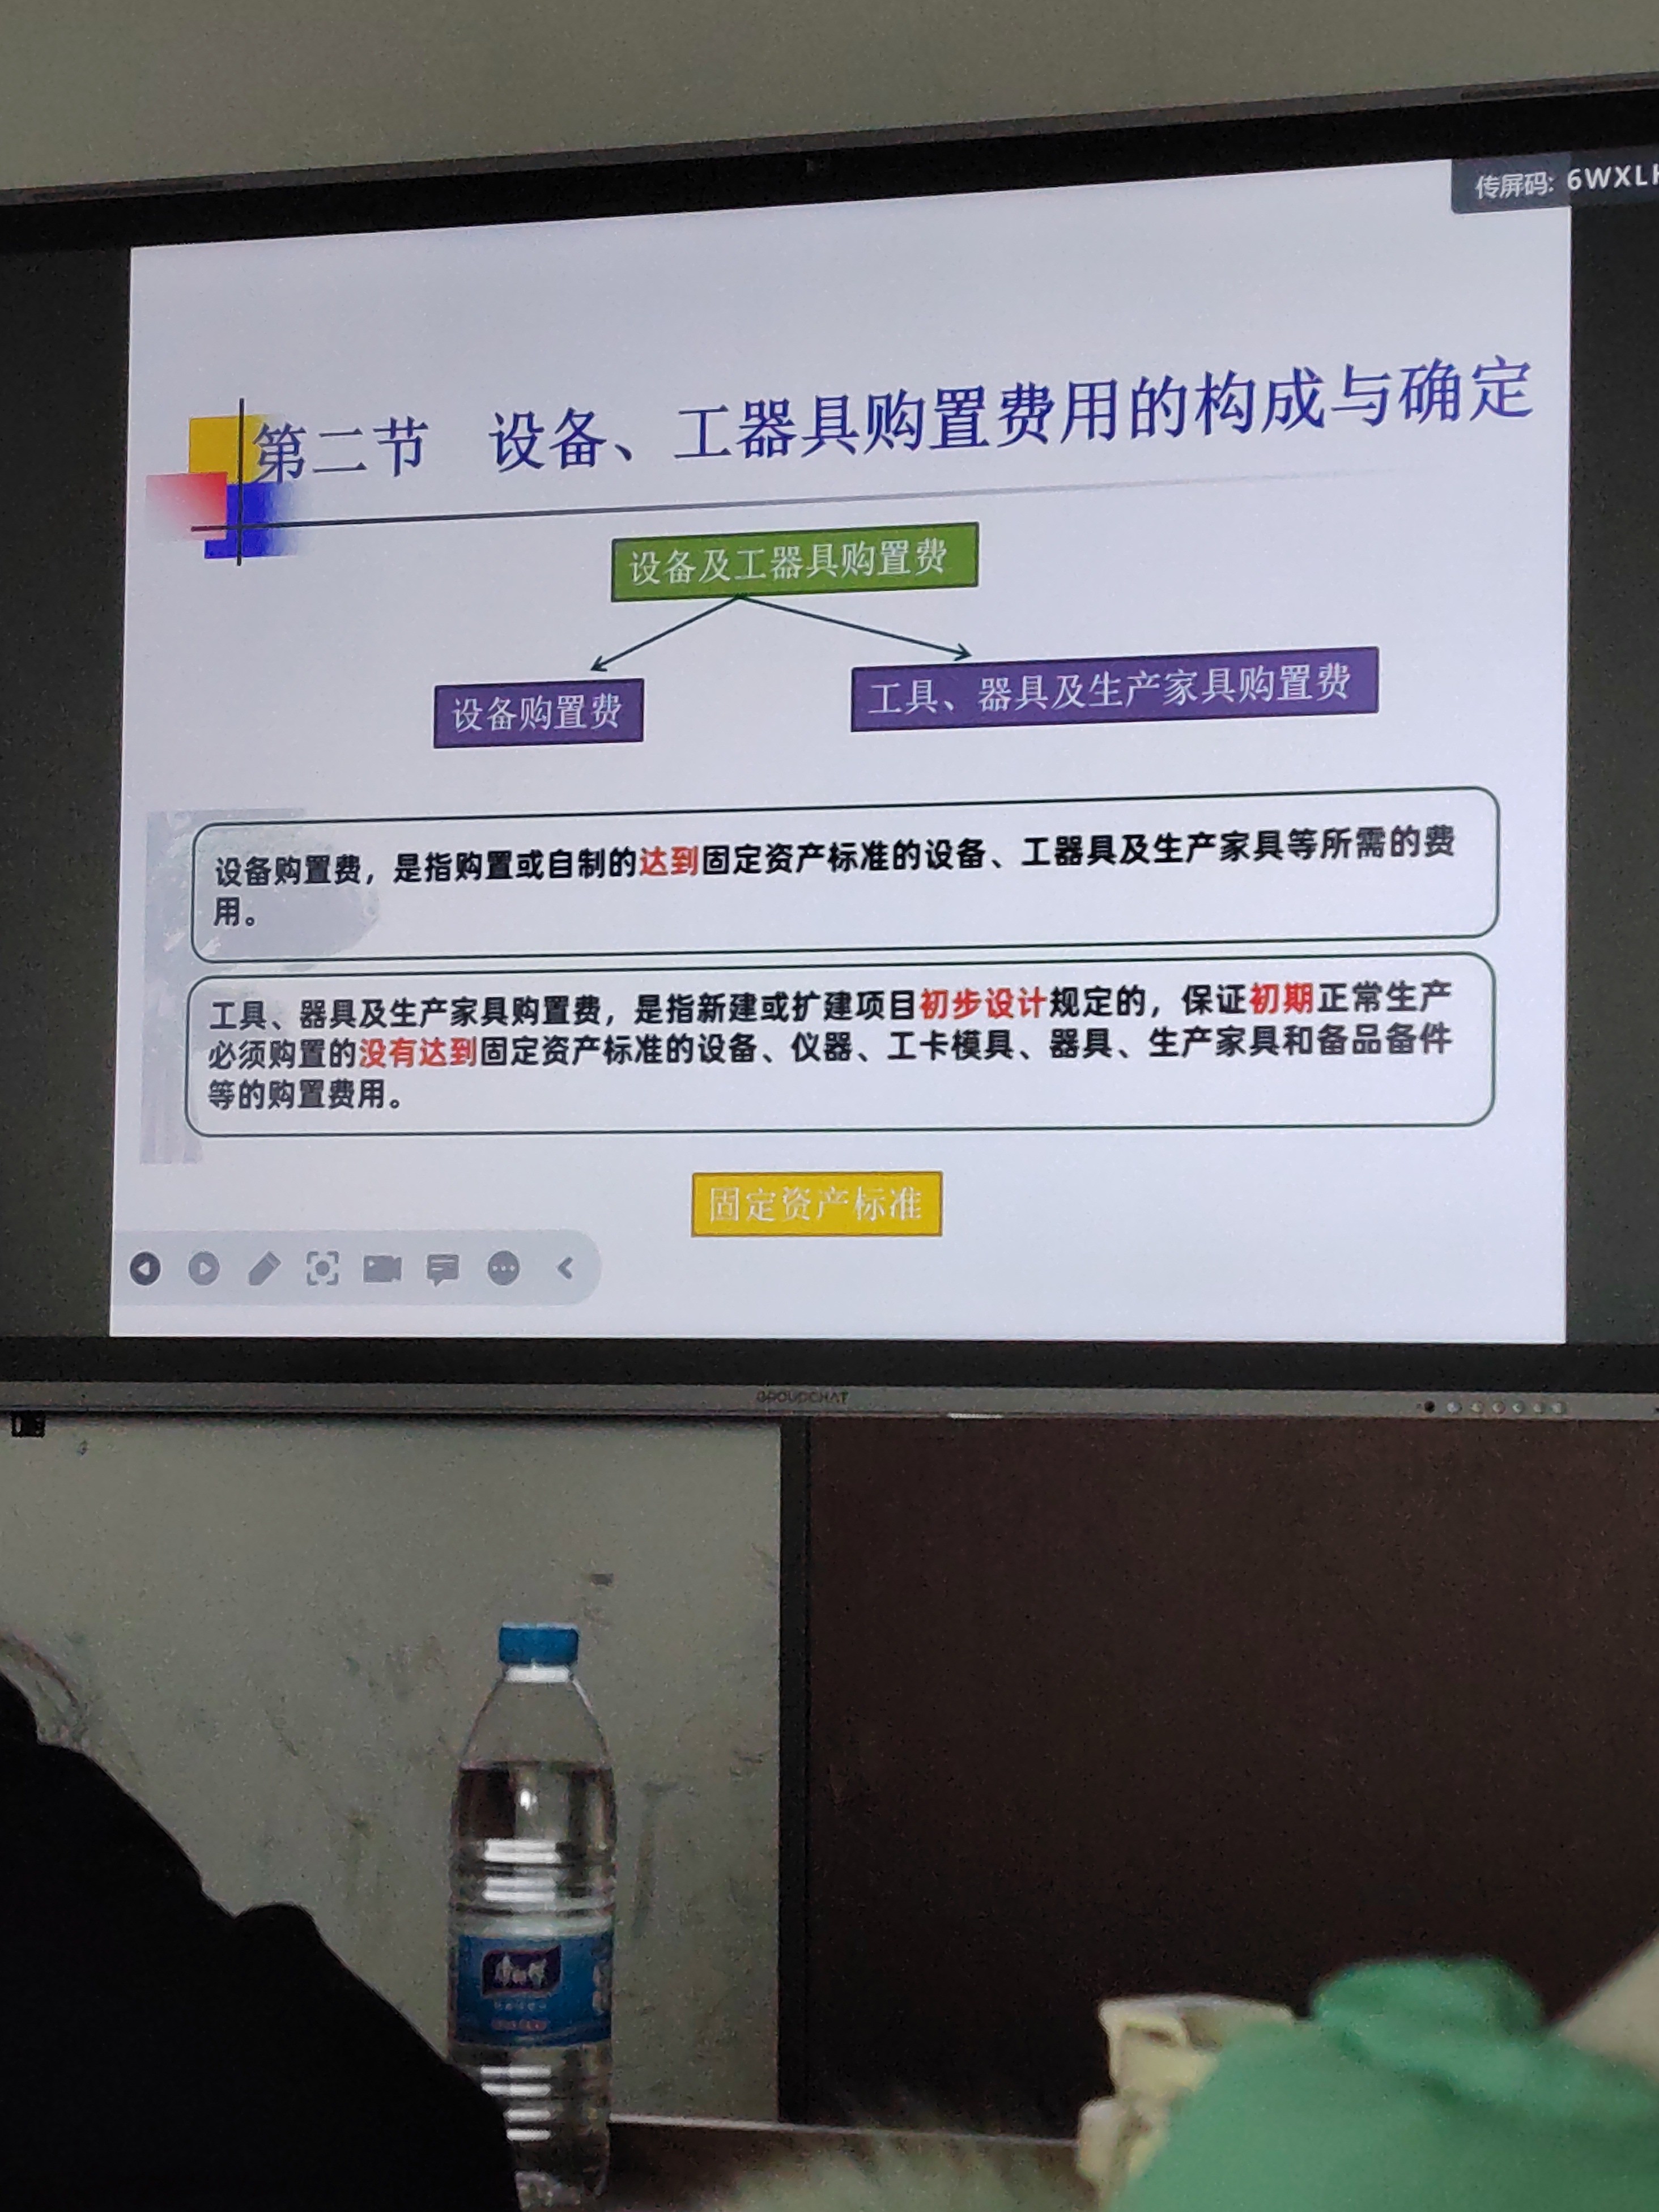 传屏码: 6WXL
第二节 设备、工器具购置费用的构成与确定
设备及工器具购置费
设备购置费
工具、器具及生产家具购置费
设备购置费，是指购置或自制的达到固定资产标准的设备、工器具及生产家具等所需的费
用。
工具、器具及生产家具购置费，是指新建或扩建项目初步设计规定的，保证初期正常生产
必须购置的没有达到固定资产标准的设备、仪器、工卡模具、器具、生产家具和备品备件
等的购置费用。
固定资产标准
GROUPCHAT
康师傅